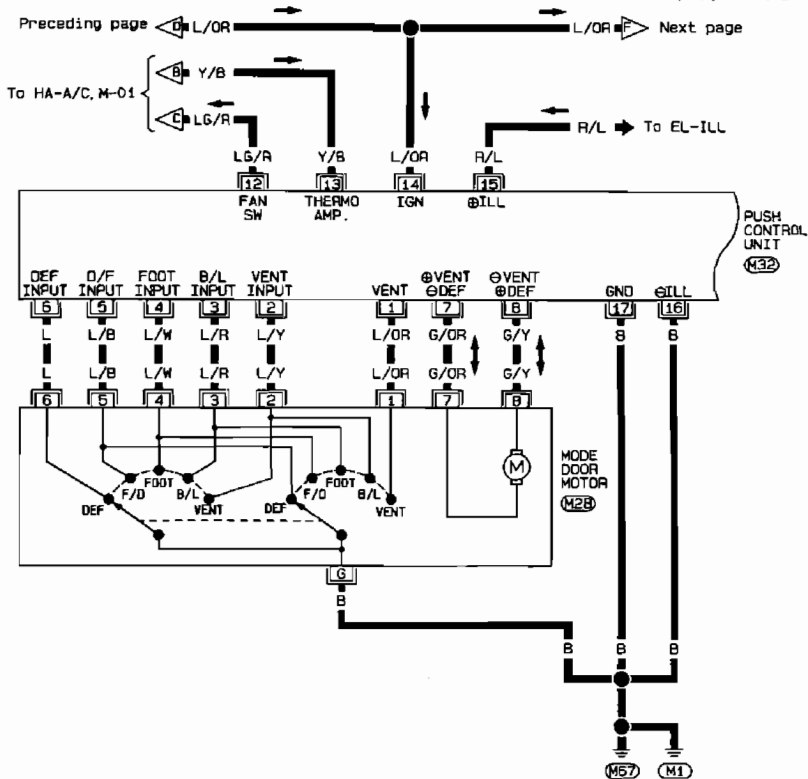 Preceding page D L/OR L/OR F Next page
B Y/B
To HA-A/C, M-01
C LG/R R/L To EL-ILL
LG/R Y/B L/OR R/L
12 13 14 15
FAN SW THERMO AMP. IGN ⊕ILL
PUSH CONTROL UNIT
M32
DEF INPUT D/F INPUT FOOT INPUT B/L INPUT VENT INPUT VENT ⊕VENT ⊖DEF ⊖VENT ⊕DEF GND ⊖ILL
6 5 4 3 2 1 7 8 17 16
L L/B L/W L/R L/Y L/OR G/OR G/Y B B
L L/B L/W L/R L/Y L/OR G/OR G/Y
6 5 4 3 2 1 7 8
MODE DOOR MOTOR
M28
M
DEF F/D FOOT B/L VENT DEF F/D FOOT B/L VENT
G
B
B B B
M57 M1